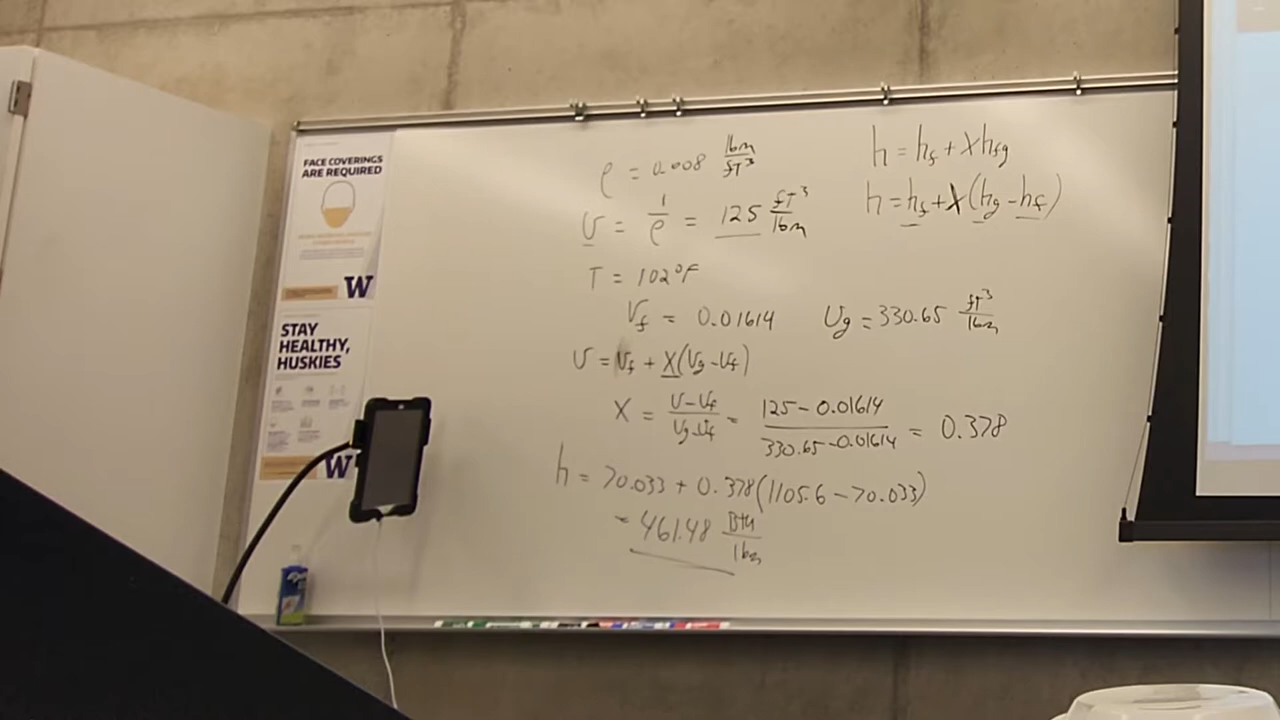 FACE COVERINGS
ARE REQUIRED
W
STAY
HEALTHY,
HUSKIES
W
ρ = 0.008 lbm/ft³
v = 1/ρ = 125 ft³/lbm
T = 102°F
Vf = 0.01614 Vg = 330.65 ft³/lbm
v = vf + X(vg - vf)
X = v - vf / vg - vf = 125 - 0.01614 / 330.65 - 0.01614 = 0.378
h = 70.033 + 0.378(1105.6 - 70.033)
= 461.48 Btu/lbm
h = hf + X hfg
h = hf + X(hg - hf)